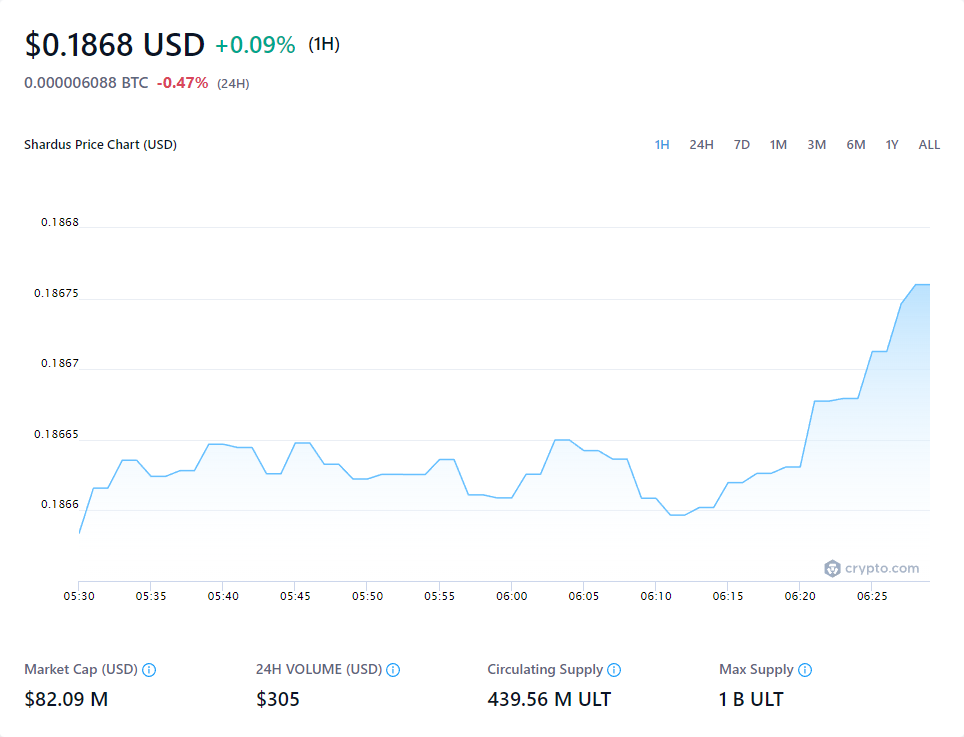 $0.1868 USD +0.09% (1H)
0.000006088 BTC -0.47% (24H)
Shardus Price Chart (USD)
1H 24H 7D 1M 3M 6M 1Y ALL
0.1868
0.18675
0.1867
0.18665
0.1866
crypto.com
05:30 05:35 05:40 05:45 05:50 05:55 06:00 06:05 06:10 06:15 06:20 06:25
Market Cap (USD) 24H VOLUME (USD) Circulating Supply Max Supply
$82.09 M $305 439.56 M ULT 1 B ULT